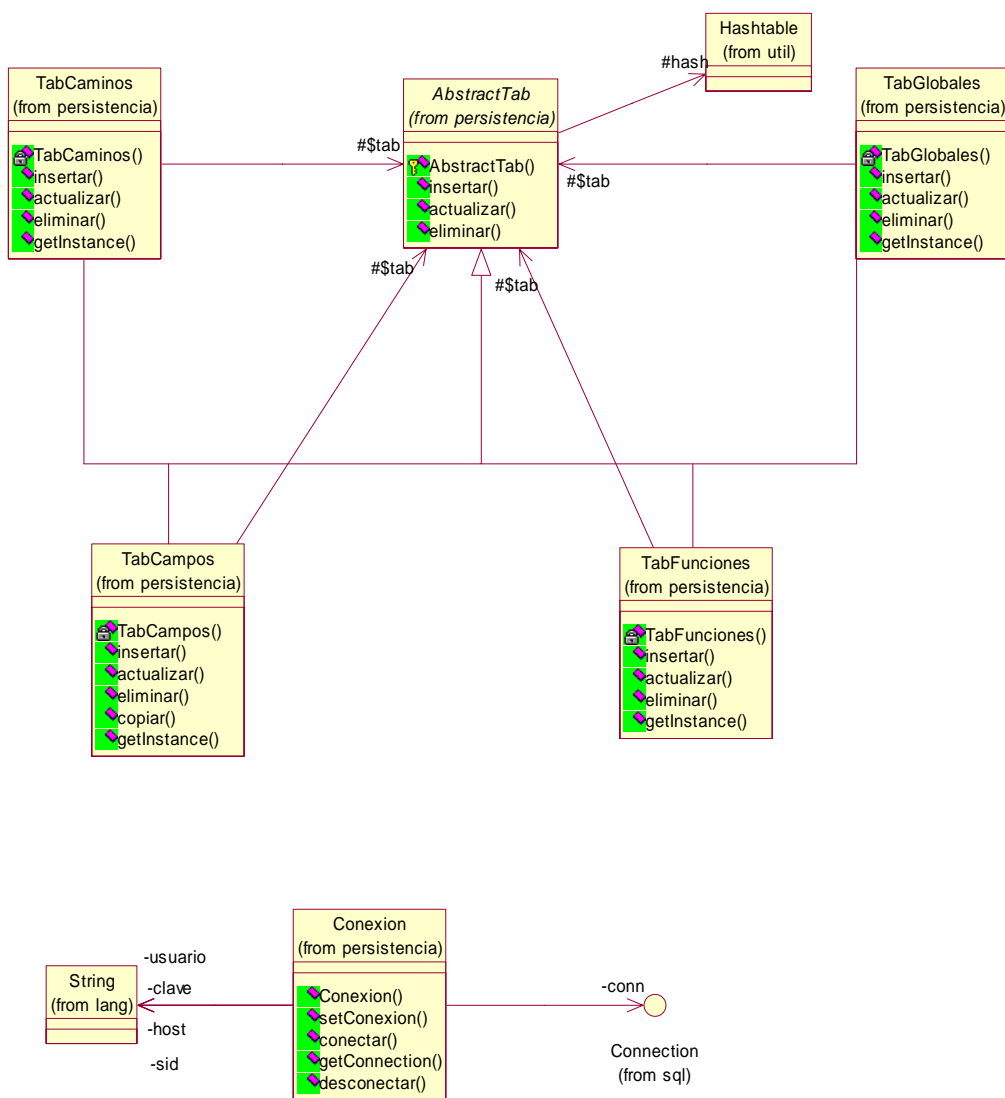 Hashtable
(from util)
#hash
TabCaminos
(from persistencia)
TabCaminos()
insertar()
actualizar()
eliminar()
getInstance()
#$tab
AbstractTab
(from persistencia)
AbstractTab()
insertar()
actualizar()
eliminar()
#$tab
TabGlobales
(from persistencia)
TabGlobales()
insertar()
actualizar()
eliminar()
getInstance()
#$tab
#$tab
TabCampos
(from persistencia)
TabCampos()
insertar()
actualizar()
eliminar()
copiar()
getInstance()
TabFunciones
(from persistencia)
TabFunciones()
insertar()
actualizar()
eliminar()
getInstance()
String
(from lang)
-usuario
-clave
-host
-sid
Conexion
(from persistencia)
Conexion()
setConexion()
conectar()
getConnection()
desconectar()
-conn
Connection
(from sql)